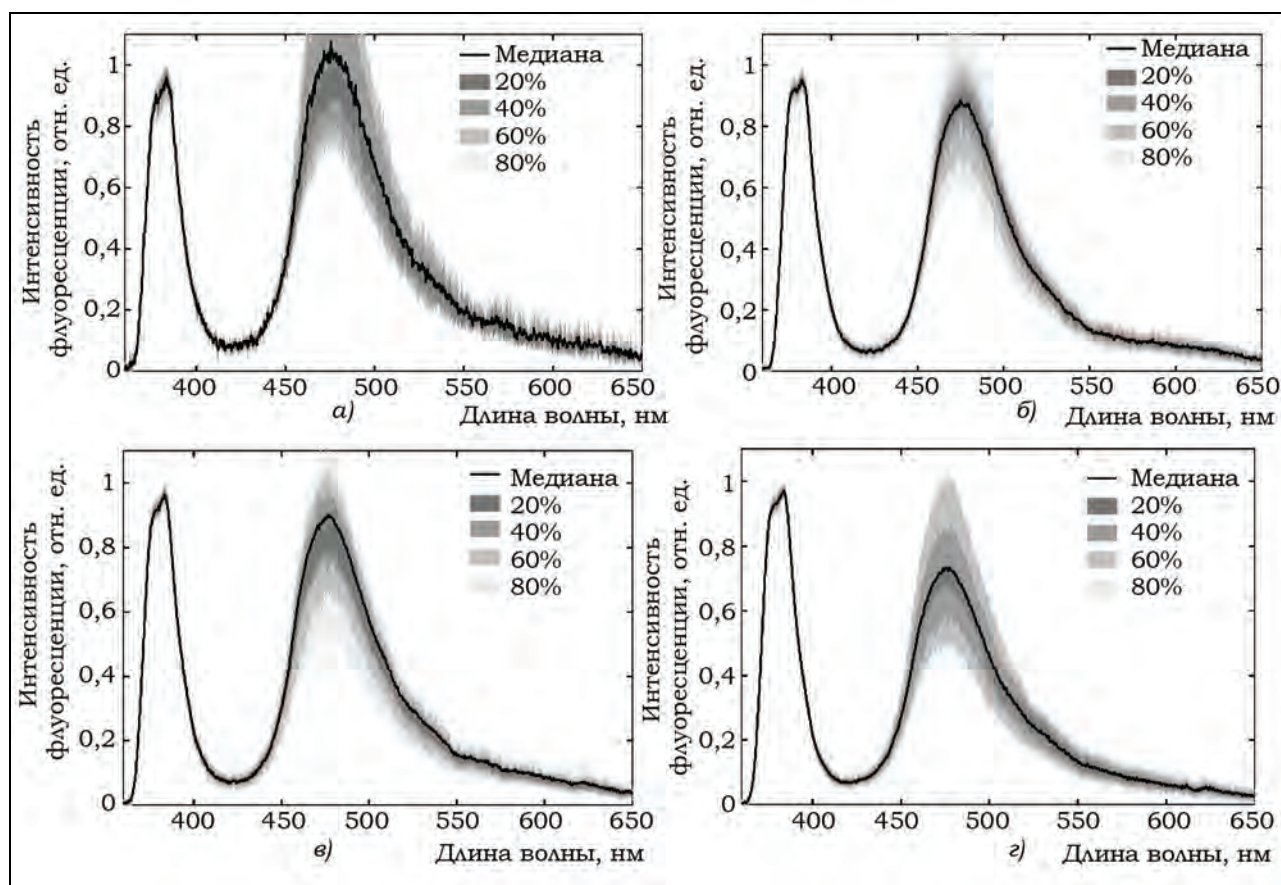 Интенсивность
флуоресценции, отн. ед.
1
0,8
0,6
0,4
0,2
0
Медиана
20%
40%
60%
80%
400 450 500 550 600 650
а) Длина волны, нм
Интенсивность
флуоресценции, отн. ед.
1
0,8
0,6
0,4
0,2
0
Медиана
20%
40%
60%
80%
400 450 500 550 600 650
б) Длина волны, нм
Интенсивность
флуоресценции, отн. ед.
1
0,8
0,6
0,4
0,2
0
Медиана
20%
40%
60%
80%
400 450 500 550 600 650
в) Длина волны, нм
Интенсивность
флуоресценции, отн. ед.
1
0,8
0,6
0,4
0,2
0
Медиана
20%
40%
60%
80%
400 450 500 550 600 650
г) Длина волны, нм